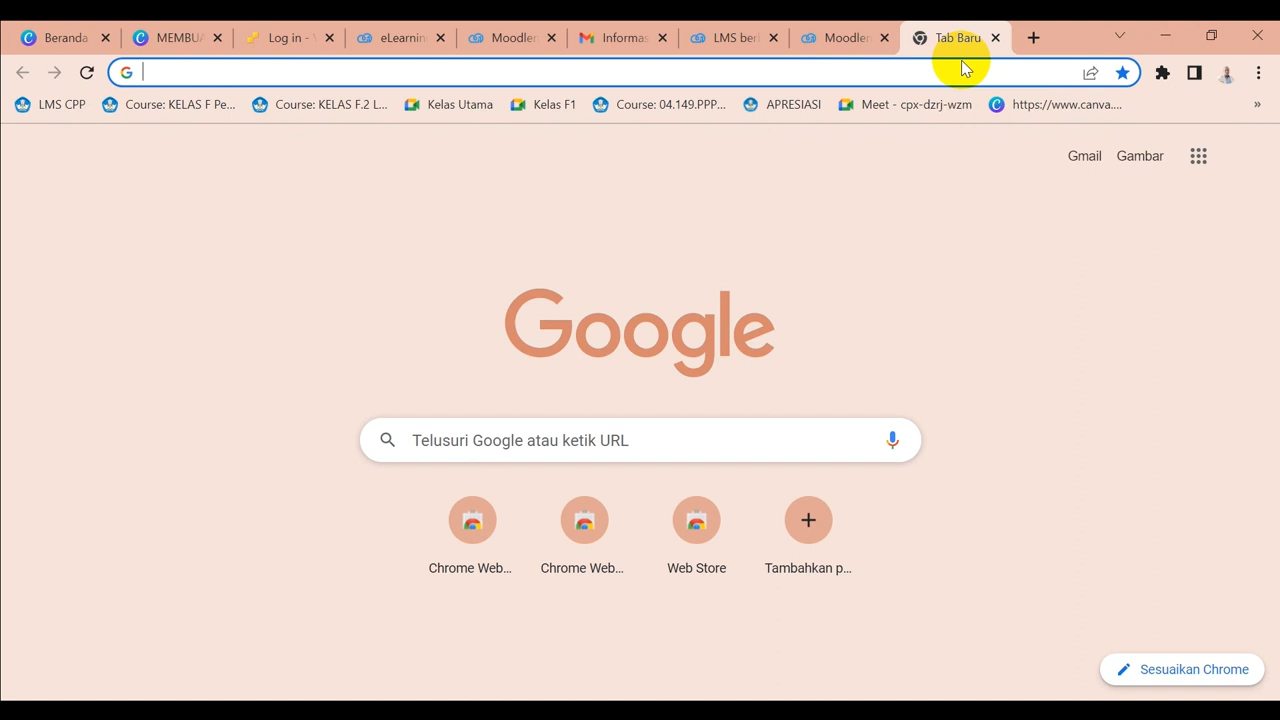 Beranda MEMBUA Log in - eLearnin Moodle Informas LMS ber Moodle Tab Baru
LMS CPP Course: KELAS F Pe... Course: KELAS F.2 L... Kelas Utama Kelas F1 Course: 04.149.PPP... APRESIASI Meet - cpx-dzrj-wzm https://www.canva.... »
Gmail Gambar
Google
Telusuri Google atau ketik URL
Chrome Web... Chrome Web... Web Store Tambahkan p...
Sesuaikan Chrome